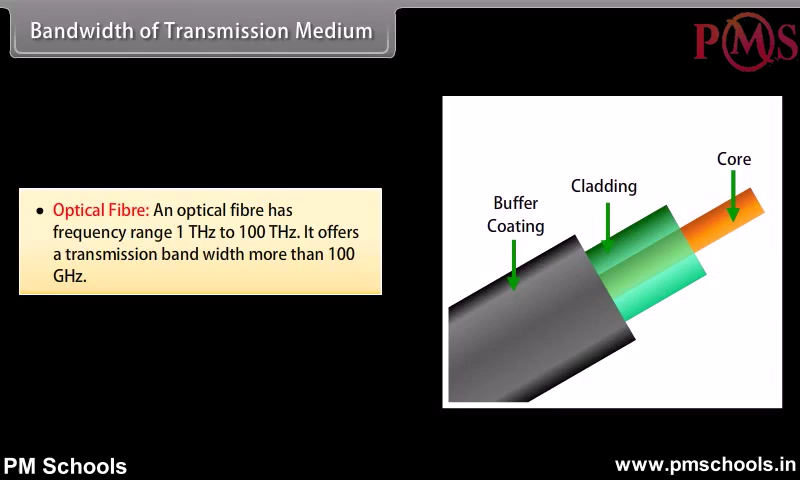 Bandwidth of Transmission Medium
PMS
• Optical Fibre: An optical fibre has
frequency range 1 THz to 100 THz. It offers
a transmission band width more than 100
GHz.
Core
Cladding
Buffer
Coating
PM Schools
www.pmschools.in